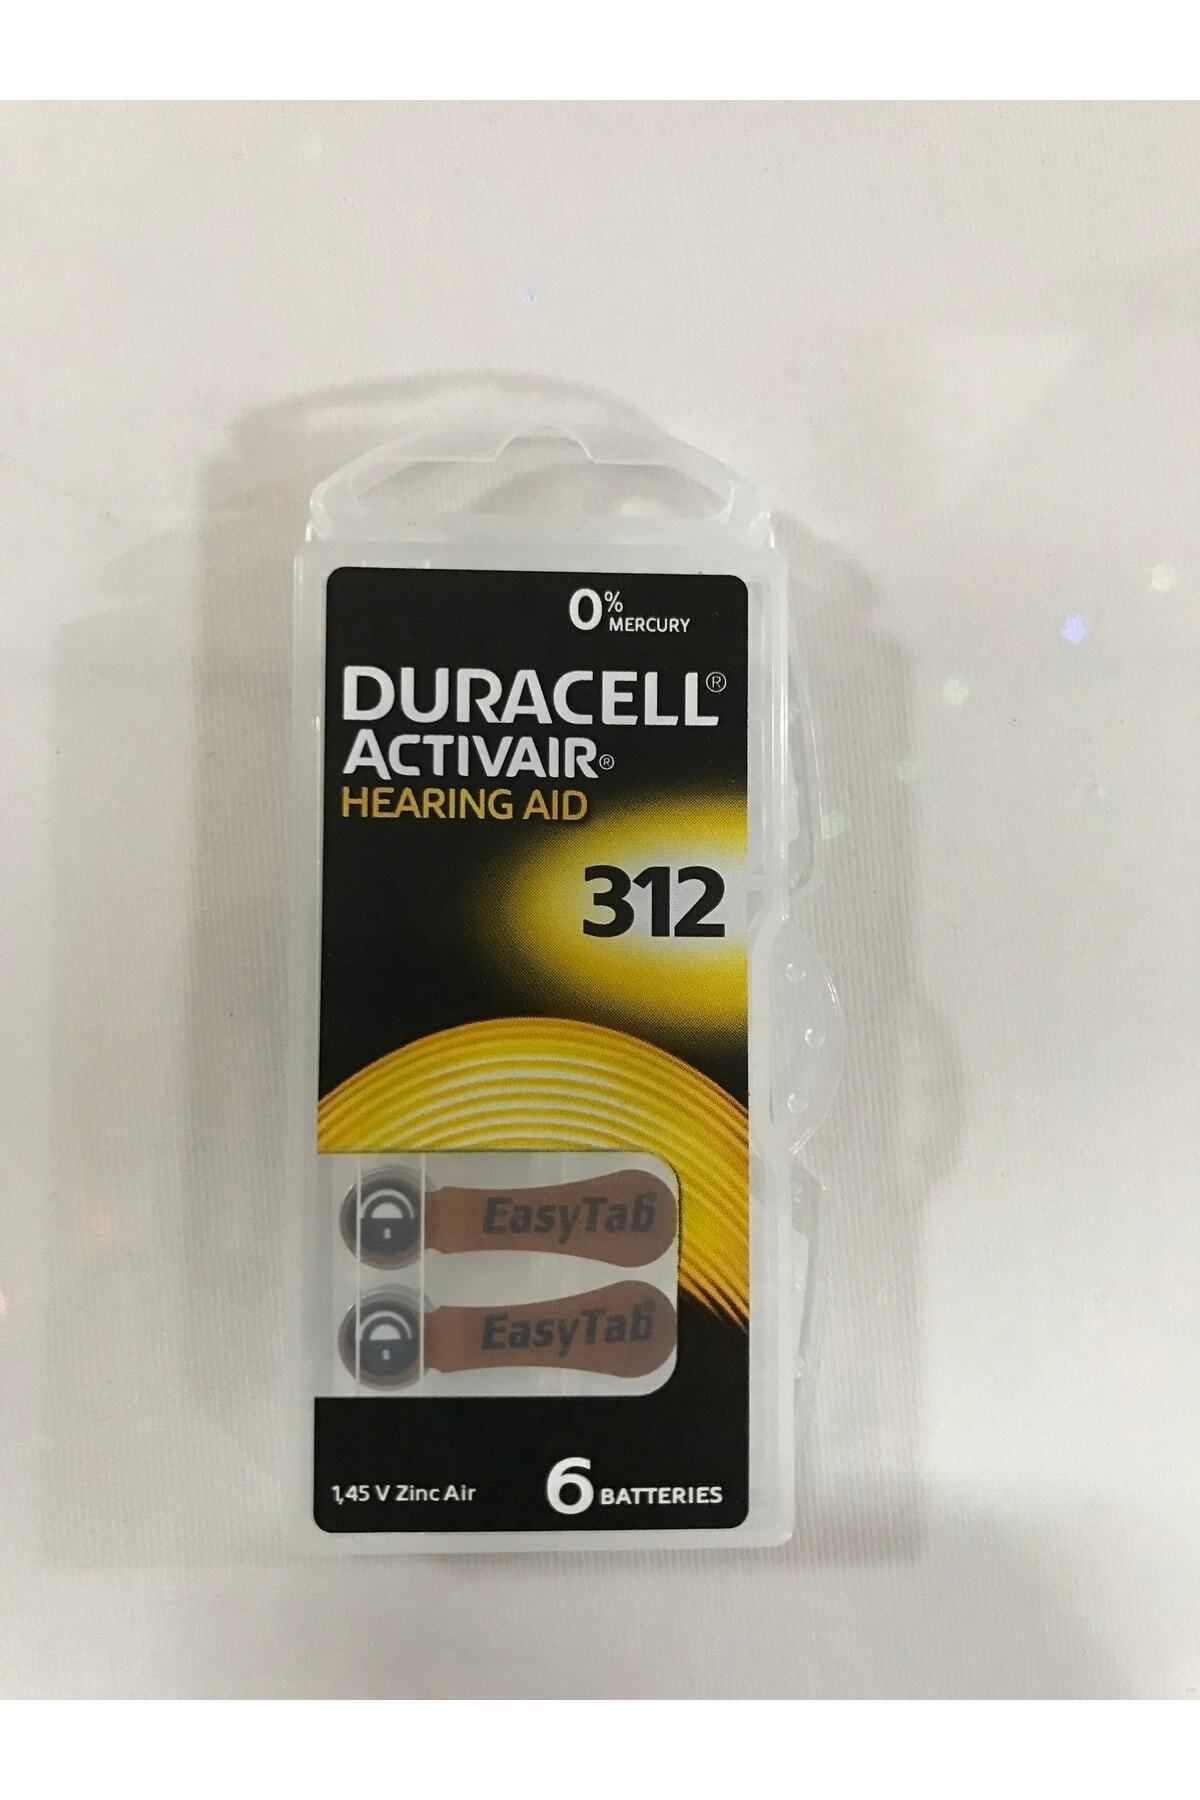 0% MERCURY
DURACELL®
ACTIVAIR®
HEARING AID
312
EasyTab
EasyTab
1,45 V Zinc Air
6 BATTERIES